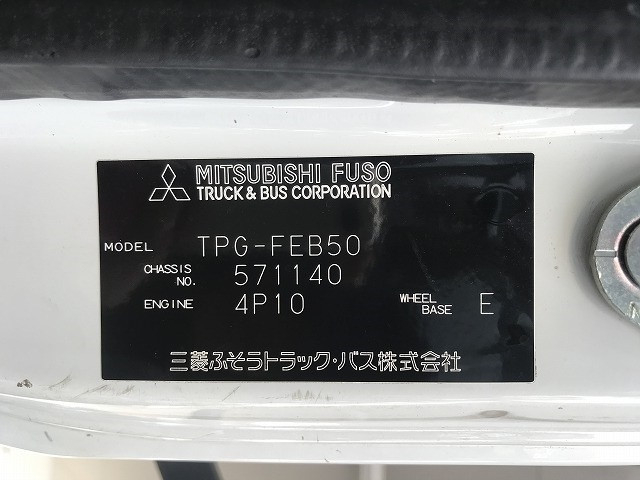 MITSUBISHI FUSO
TRUCK & BUS CORPORATION
MODEL TPG-FEB50
CHASSIS NO. 571140
ENGINE 4P10 WHEEL BASE E
三菱ふそうトラック・バス株式会社